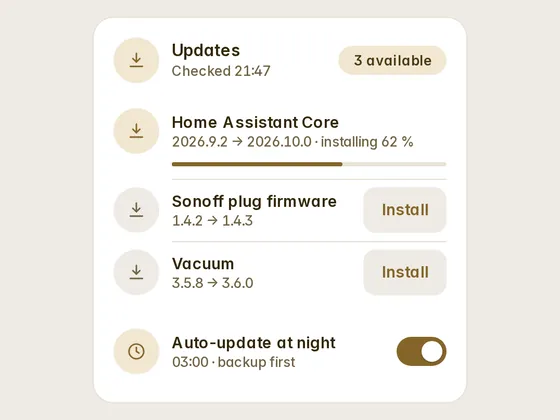 Updates
3 available
Checked 21:47
Home Assistant Core
2026.9.2 → 2026.10.0 · installing 62 %
Sonoff plug firmware
1.4.2 → 1.4.3
Install
Vacuum
3.5.8 → 3.6.0
Install
Auto-update at night
03:00 · backup first